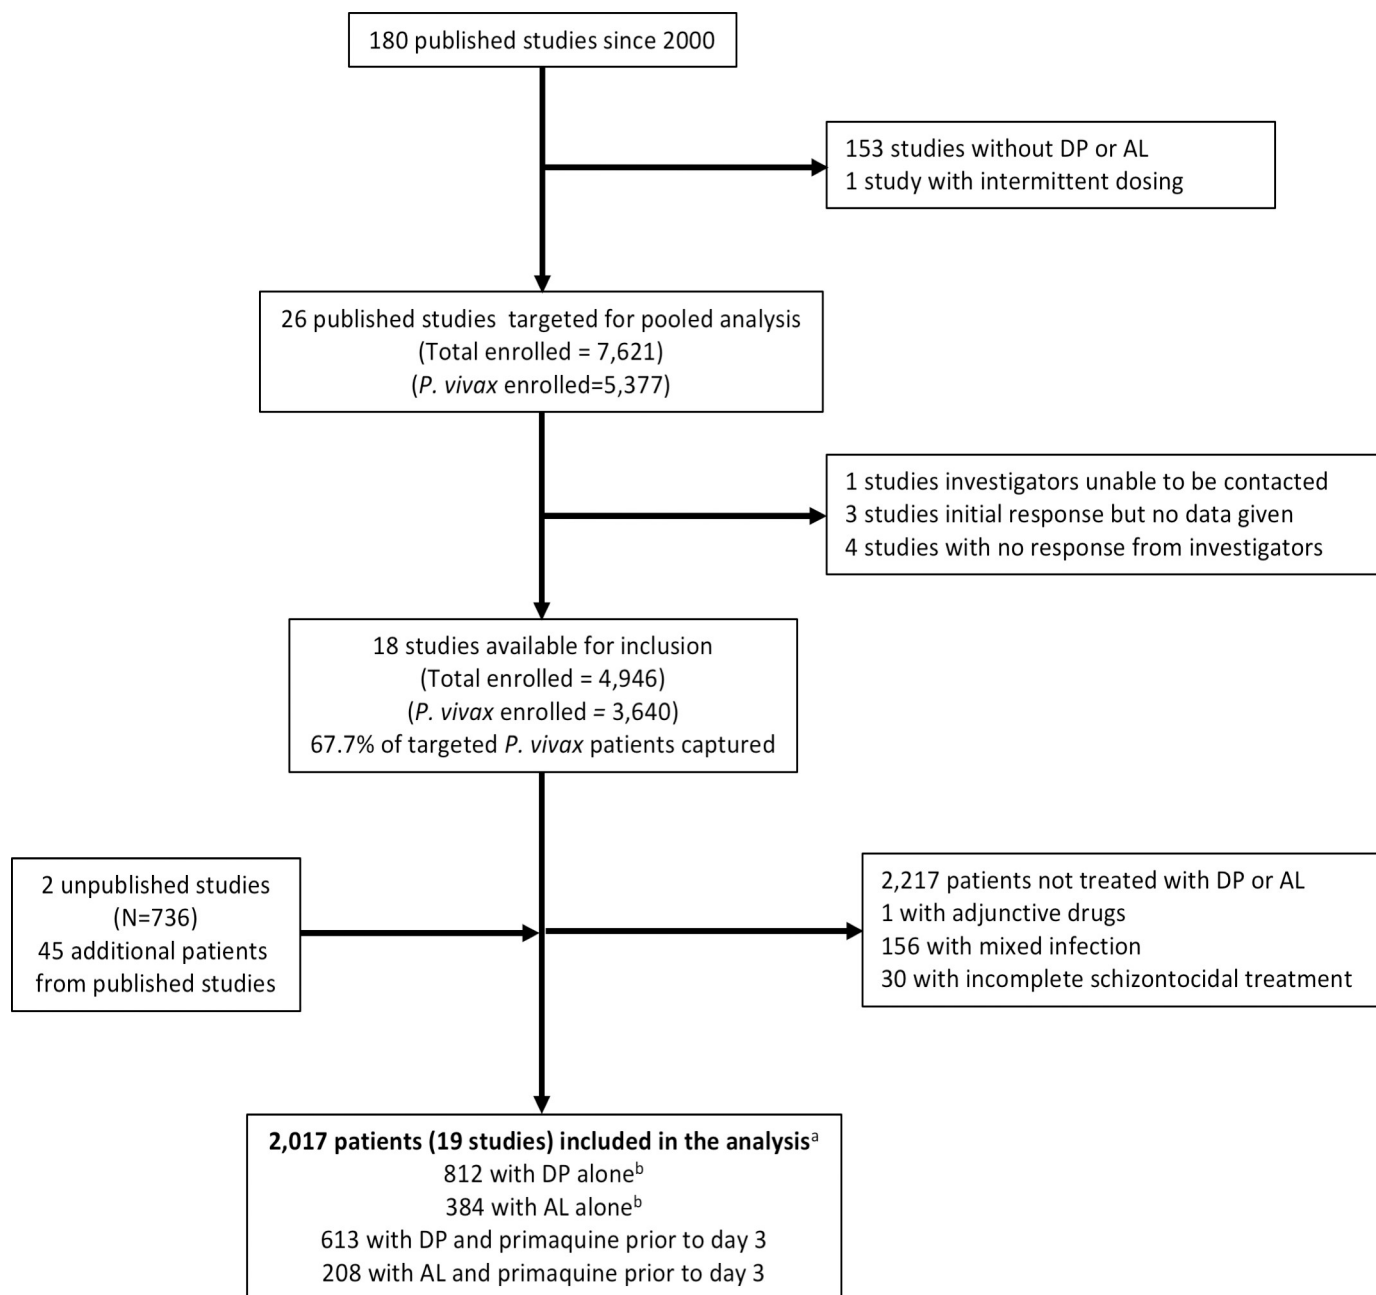 180 published studies since 2000
153 studies without DP or AL
1 study with intermittent dosing
26 published studies targeted for pooled analysis
(Total enrolled = 7,621)
(P. vivax enrolled=5,377)
1 studies investigators unable to be contacted
3 studies initial response but no data given
4 studies with no response from investigators
18 studies available for inclusion
(Total enrolled = 4,946)
(P. vivax enrolled = 3,640)
67.7% of targeted P. vivax patients captured
2 unpublished studies
(N=736)
45 additional patients
from published studies
2,217 patients not treated with DP or AL
1 with adjunctive drugs
156 with mixed infection
30 with incomplete schizontocidal treatment
2,017 patients (19 studies) included in the analysisᵃ
812 with DP aloneᵇ
384 with AL aloneᵇ
613 with DP and primaquine prior to day 3
208 with AL and primaquine prior to day 3